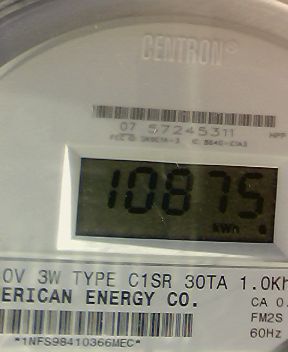 CENTRON®
07 57245311
HPP
10875
kWh
0V 3W TYPE C1SR 30TA 1.0Kh
ERICAN ENERGY CO.
CA 0.
FM2S
60Hz
*1NFS98410366MEC*